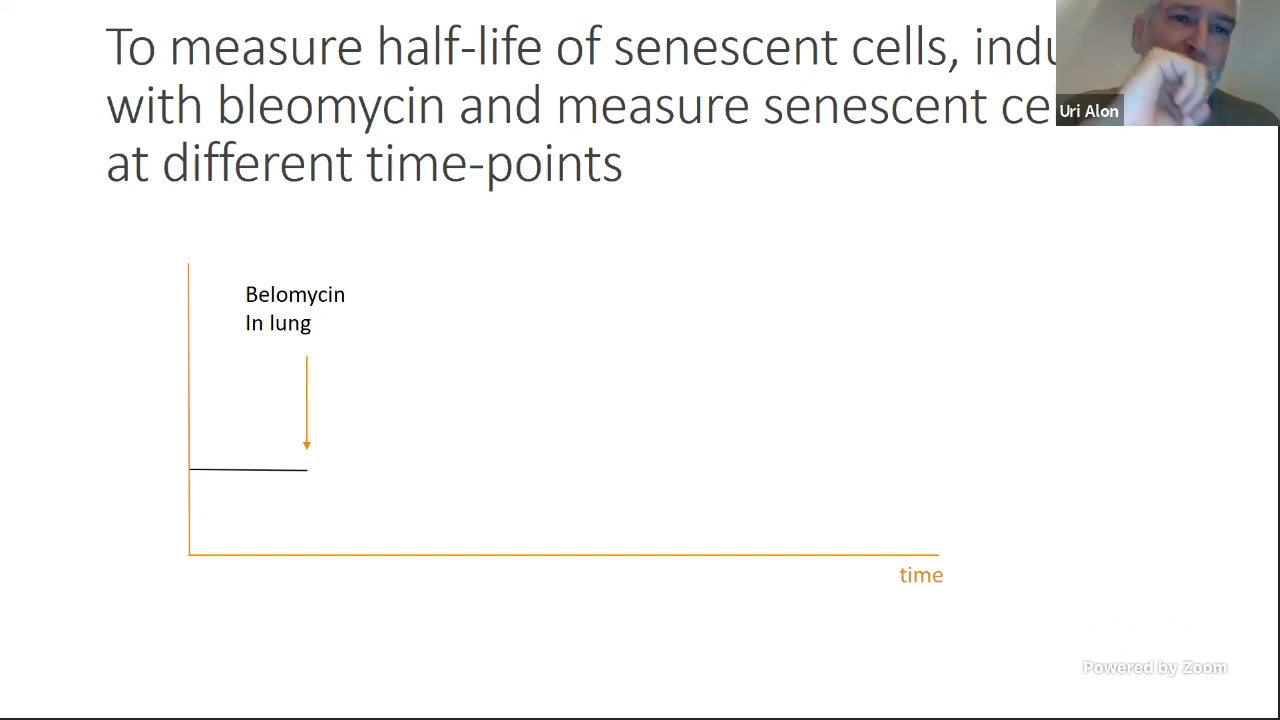 To measure half-life of senescent cells, indu
with bleomycin and measure senescent ce
at different time-points
Uri Alon
Belomycin
In lung
time
Powered by Zoom